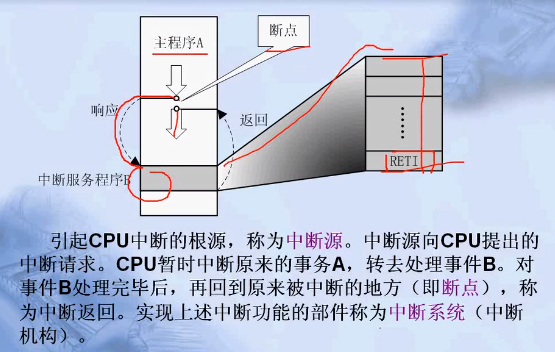 断点
主程序A
响应
返回
中断服务程序B
RETI
引起CPU中断的根源，称为中断源。中断源向CPU提出的
中断请求。CPU暂时中断原来的事务A，转去处理事件B。对
事件B处理完毕后，再回到原来被中断的地方（即断点），称
为中断返回。实现上述中断功能的部件称为中断系统（中断
机构）。